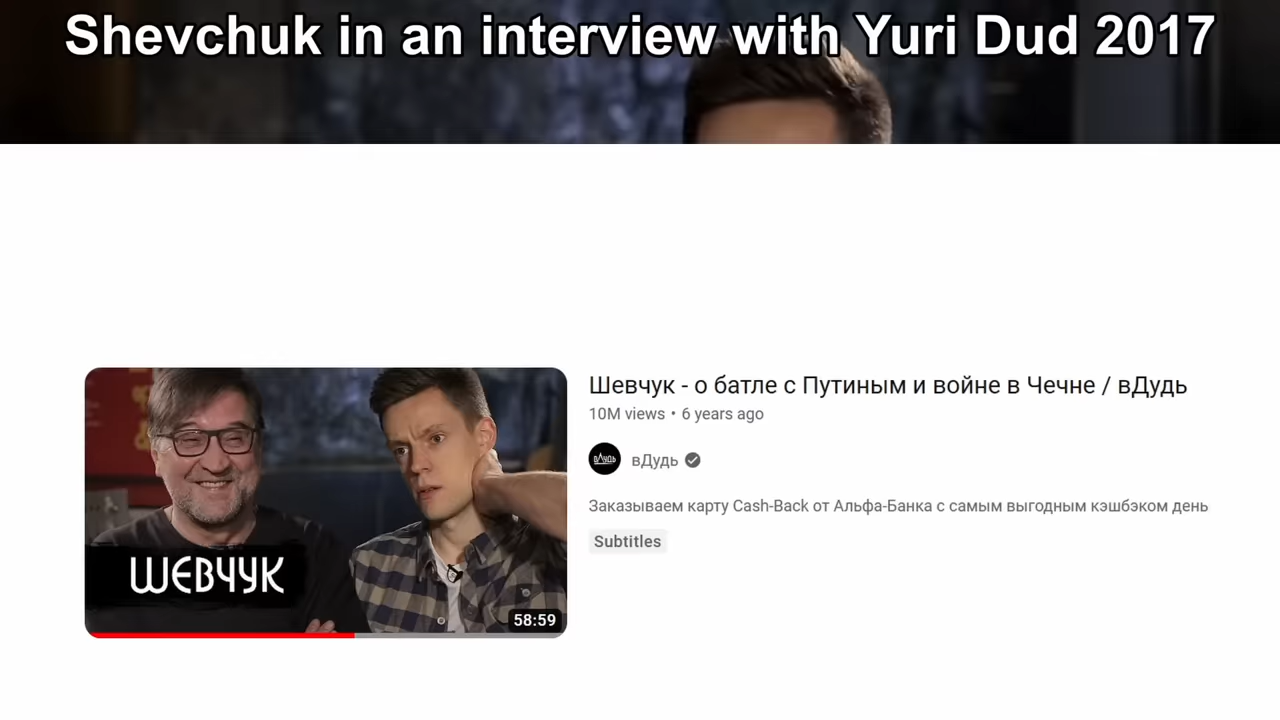 Shevchuk in an interview with Yuri Dud 2017
Шевчук - о батле с Путиным и войне в Чечне / вДудь
10M views • 6 years ago
вДудь
вДудь
Заказываем карту Cash-Back от Альфа-Банка с самым выгодным кэшбэком день
Subtitles
ШЕВЧУК
58:59